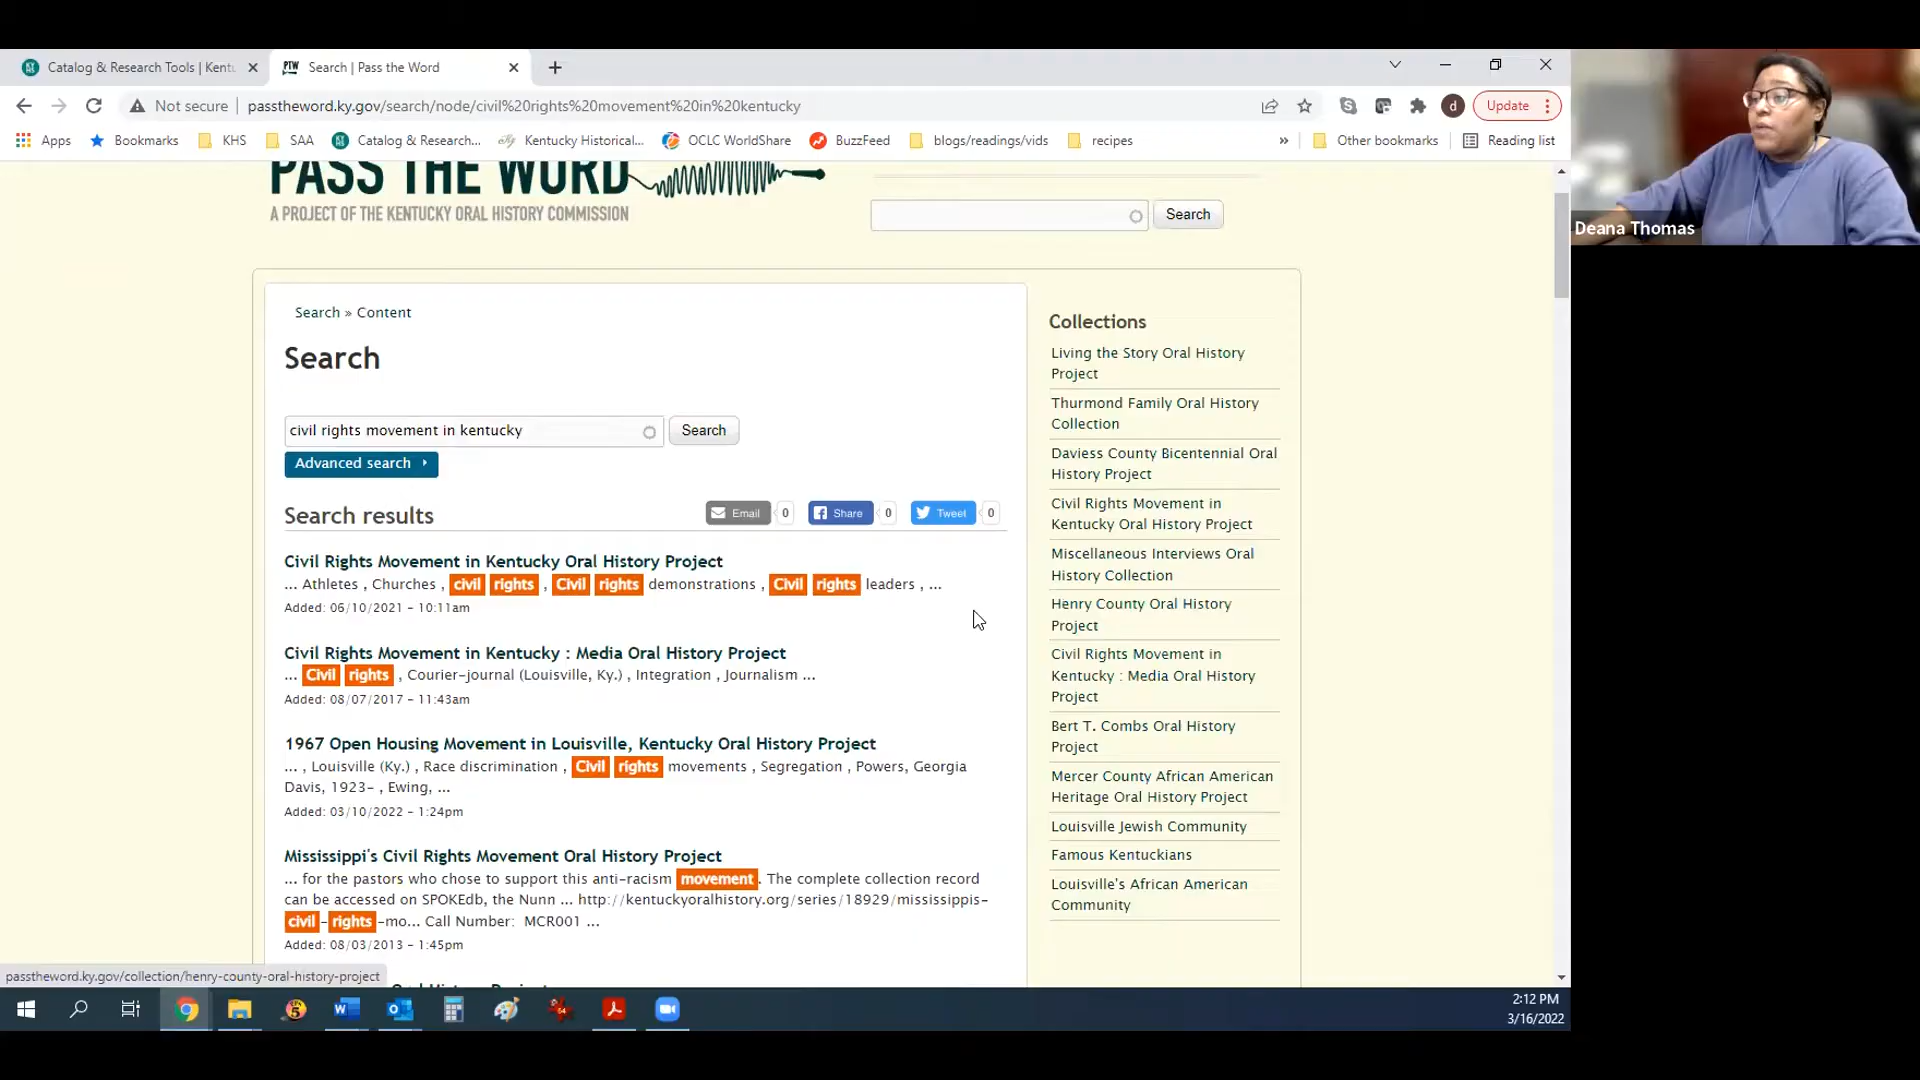 Catalog & Research Tools | Kentu
Search | Pass the Word
Not secure | passtheword.ky.gov/search/node/civil%20rights%20movement%20in%20kentucky
d
Update
Apps
Bookmarks
KHS
SAA
Catalog & Research...
Kentucky Historical...
OCLC WorldShare
BuzzFeed
blogs/readings/vids
recipes
»
Other bookmarks
Reading list
PASS THE WORD
A PROJECT OF THE KENTUCKY ORAL HISTORY COMMISSION
Search
Search » Content
Search
civil rights movement in kentucky
Search
Advanced search
Search results
Email 0
Share 0
Tweet 0
Civil Rights Movement in Kentucky Oral History Project
... Athletes , Churches , civil rights , Civil rights demonstrations , Civil rights leaders , ...
Added: 06/10/2021 - 10:11am
Civil Rights Movement in Kentucky : Media Oral History Project
... Civil rights , Courier-journal (Louisville, Ky.) , Integration , Journalism ...
Added: 08/07/2017 - 11:43am
1967 Open Housing Movement in Louisville, Kentucky Oral History Project
... , Louisville (Ky.) , Race discrimination , Civil rights movements , Segregation , Powers, Georgia
Davis, 1923- , Ewing, ...
Added: 03/10/2022 - 1:24pm
Mississippi's Civil Rights Movement Oral History Project
... for the pastors who chose to support this anti-racism movement. The complete collection record
can be accessed on SPOKEdb, the Nunn ... http://kentuckyoralhistory.org/series/18929/mississippis-
civil-rights-mo... Call Number: MCR001 ...
Added: 08/03/2013 - 1:45pm
Collections
Living the Story Oral History
Project
Thurmond Family Oral History
Collection
Daviess County Bicentennial Oral
History Project
Civil Rights Movement in
Kentucky Oral History Project
Miscellaneous Interviews Oral
History Collection
Henry County Oral History
Project
Civil Rights Movement in
Kentucky : Media Oral History
Project
Bert T. Combs Oral History
Project
Mercer County African American
Heritage Oral History Project
Louisville Jewish Community
Famous Kentuckians
Louisville's African American
Community
passtheword.ky.gov/collection/henry-county-oral-history-project
2:12 PM
3/16/2022
Deana Thomas